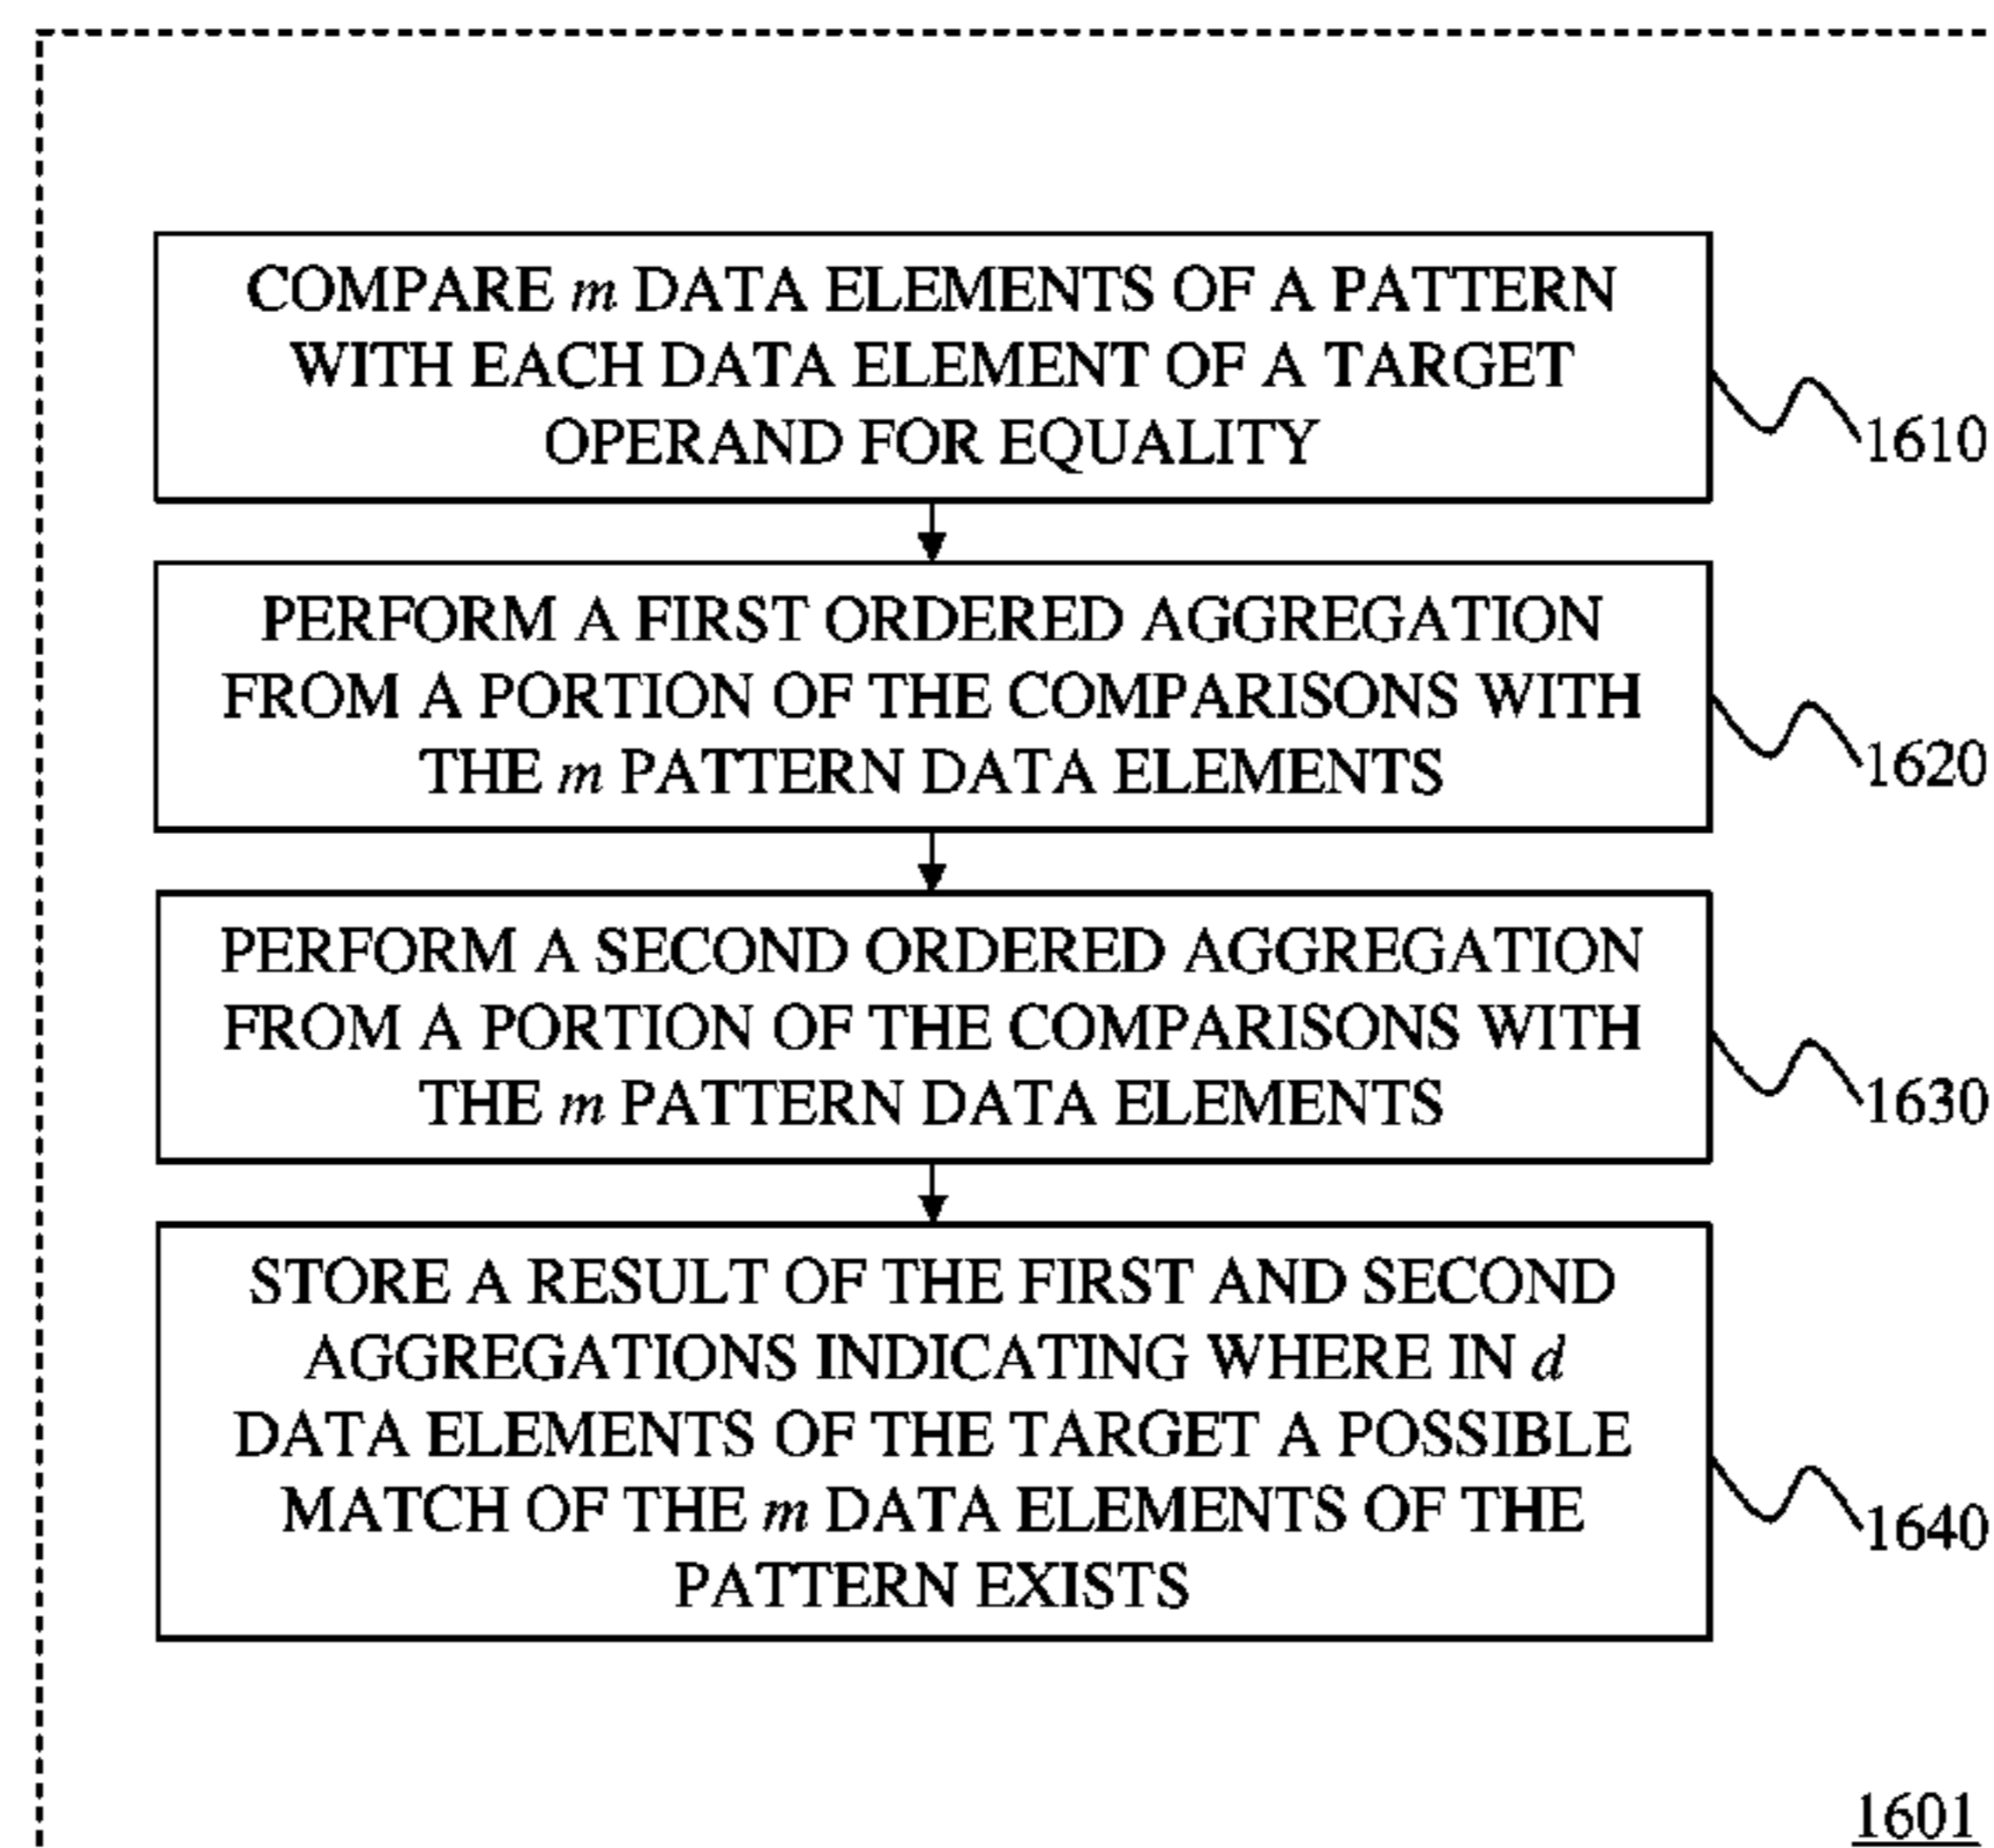 COMPARE m DATA ELEMENTS OF A PATTERN
WITH EACH DATA ELEMENT OF A TARGET
OPERAND FOR EQUALITY
1610
PERFORM A FIRST ORDERED AGGREGATION
FROM A PORTION OF THE COMPARISONS WITH
THE m PATTERN DATA ELEMENTS
1620
PERFORM A SECOND ORDERED AGGREGATION
FROM A PORTION OF THE COMPARISONS WITH
THE m PATTERN DATA ELEMENTS
1630
STORE A RESULT OF THE FIRST AND SECOND
AGGREGATIONS INDICATING WHERE IN d
DATA ELEMENTS OF THE TARGET A POSSIBLE
MATCH OF THE m DATA ELEMENTS OF THE
PATTERN EXISTS
1640
1601